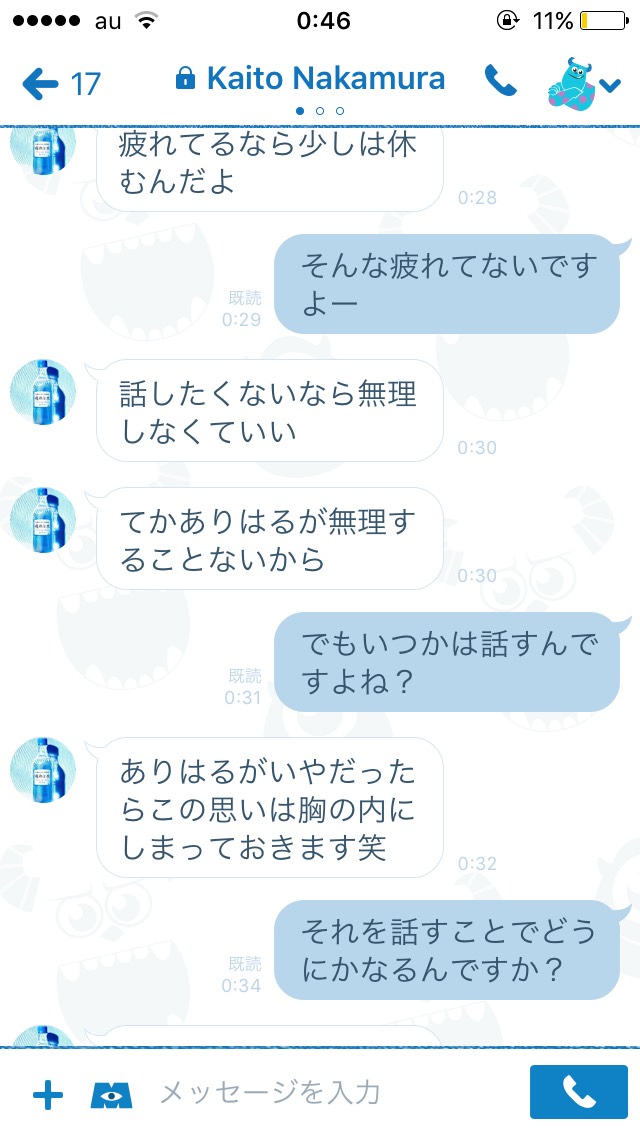 au 0:46 11%
17 Kaito Nakamura
疲れてるなら少しは休
むんだよ
0:28
そんな疲れてないです
よー
既読
0:29
話したくないなら無理
しなくていい
0:30
てかありはるが無理す
ることないから
0:30
でもいつかは話すんで
すよね？
既読
0:31
ありはるがいやだった
らこの思いは胸の内に
しまっておきます笑
0:32
それを話すことでどう
にかなるんですか？
既読
0:34
メッセージを入力